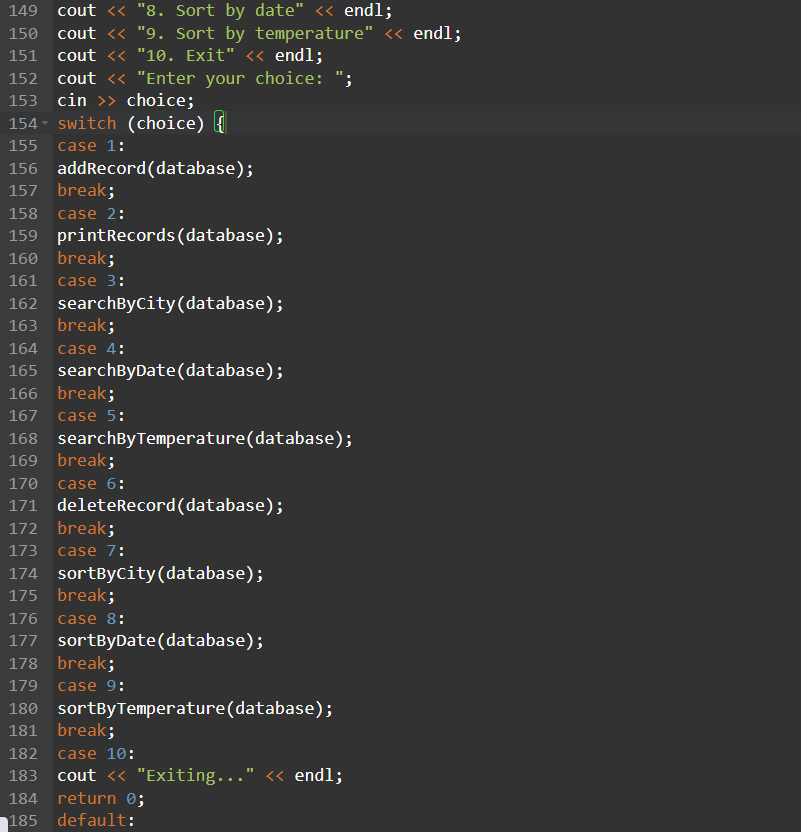 149 cout << "8. Sort by date" << endl;
150 cout << "9. Sort by temperature" << endl;
151 cout << "10. Exit" << endl;
152 cout << "Enter your choice: ";
153 cin >> choice;
154 switch (choice) {
155 case 1:
156 addRecord(database);
157 break;
158 case 2:
159 printRecords(database);
160 break;
161 case 3:
162 searchByCity(database);
163 break;
164 case 4:
165 searchByDate(database);
166 break;
167 case 5:
168 searchByTemperature(database);
169 break;
170 case 6:
171 deleteRecord(database);
172 break;
173 case 7:
174 sortByCity(database);
175 break;
176 case 8:
177 sortByDate(database);
178 break;
179 case 9:
180 sortByTemperature(database);
181 break;
182 case 10:
183 cout << "Exiting..." << endl;
184 return 0;
185 default: